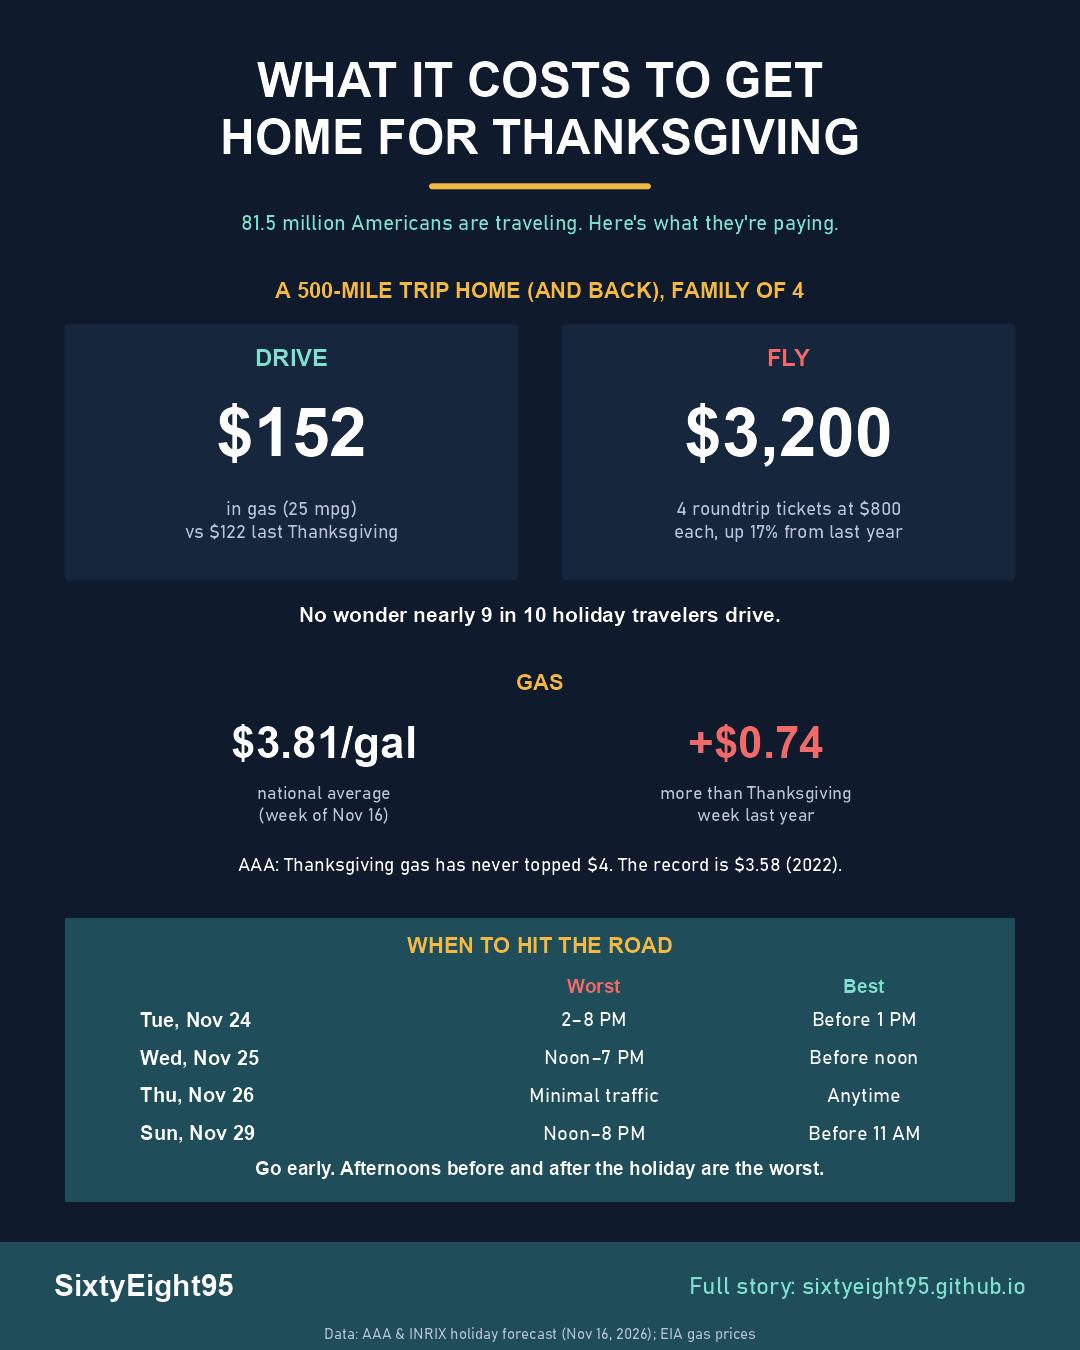 WHAT IT COSTS TO GET
HOME FOR THANKSGIVING
81.5 million Americans are traveling. Here's what they're paying.
A 500-MILE TRIP HOME (AND BACK), FAMILY OF 4
DRIVE
$152
in gas (25 mpg)
vs $122 last Thanksgiving
FLY
$3,200
4 roundtrip tickets at $800
each, up 17% from last year
No wonder nearly 9 in 10 holiday travelers drive.
GAS
$3.81/gal
national average
(week of Nov 16)
+$0.74
more than Thanksgiving
week last year
AAA: Thanksgiving gas has never topped $4. The record is $3.58 (2022).
WHEN TO HIT THE ROAD
Worst Best
Tue, Nov 24 2–8 PM Before 1 PM
Wed, Nov 25 Noon–7 PM Before noon
Thu, Nov 26 Minimal traffic Anytime
Sun, Nov 29 Noon–8 PM Before 11 AM
Go early. Afternoons before and after the holiday are the worst.
SixtyEight95
Full story: sixtyeight95.github.io
Data: AAA & INRIX holiday forecast (Nov 16, 2026); EIA gas prices